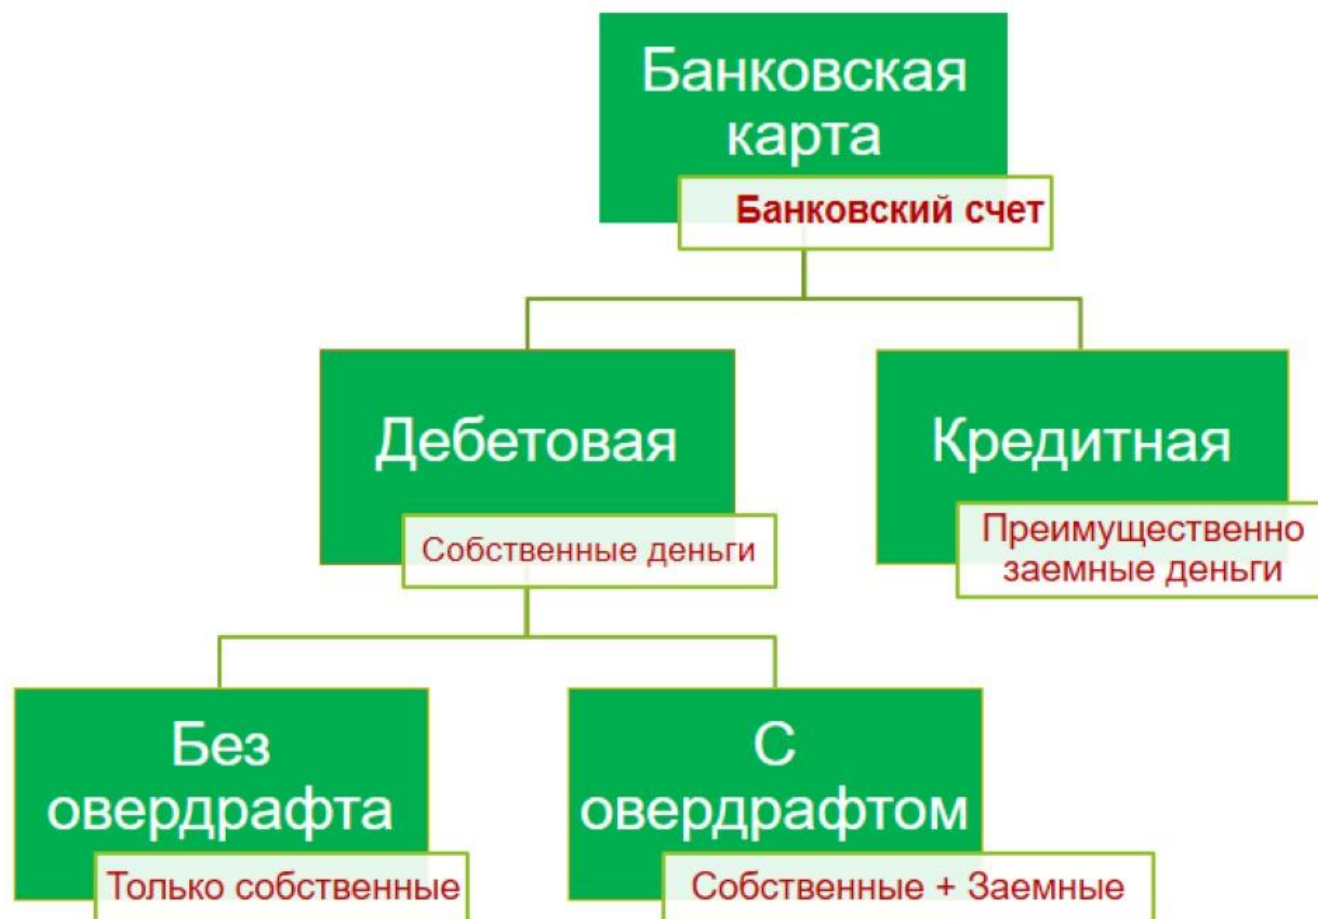 Банковская
карта
Банковский счет
Дебетовая
Собственные деньги
Кредитная
Преимущественно
заемные деньги
Без
овердрафта
Только собственные
С
овердрафтом
Собственные + Заемные